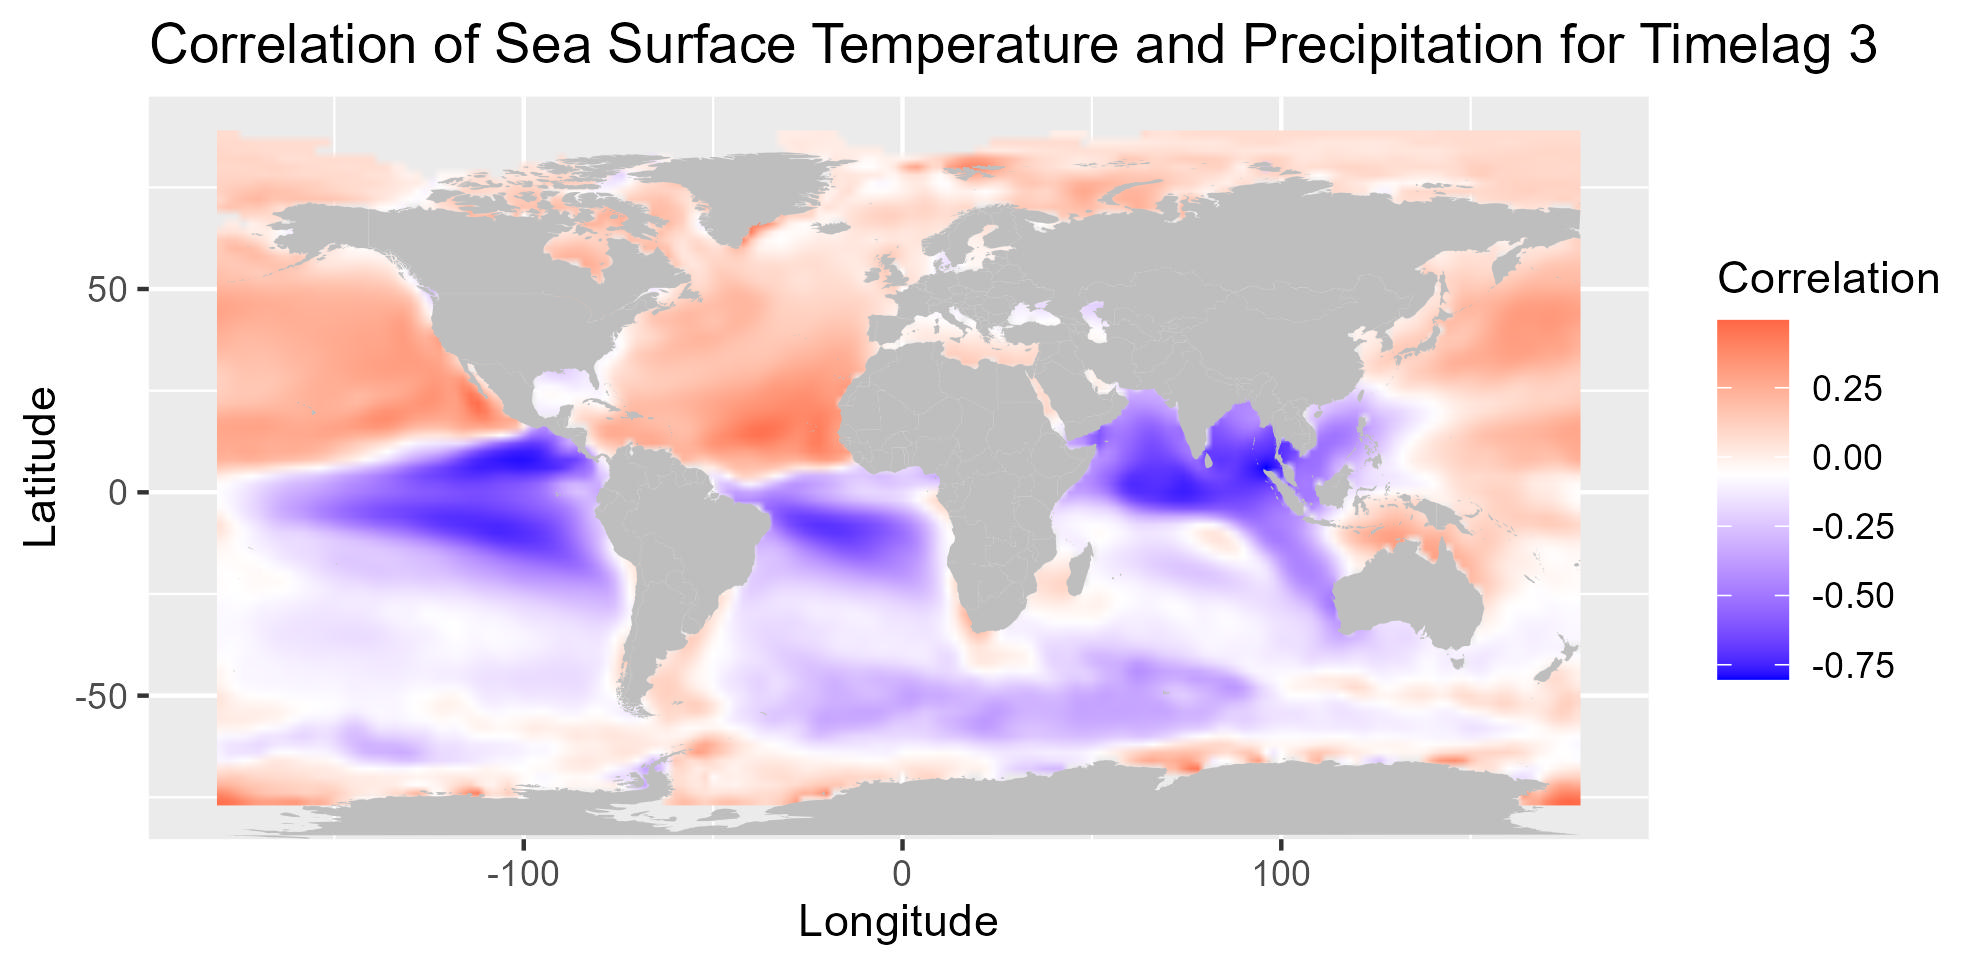 Correlation of Sea Surface Temperature and Precipitation for Timelag 3
Latitude
50
0
-50
-100
0
100
Longitude
Correlation
0.25
0.00
-0.25
-0.50
-0.75